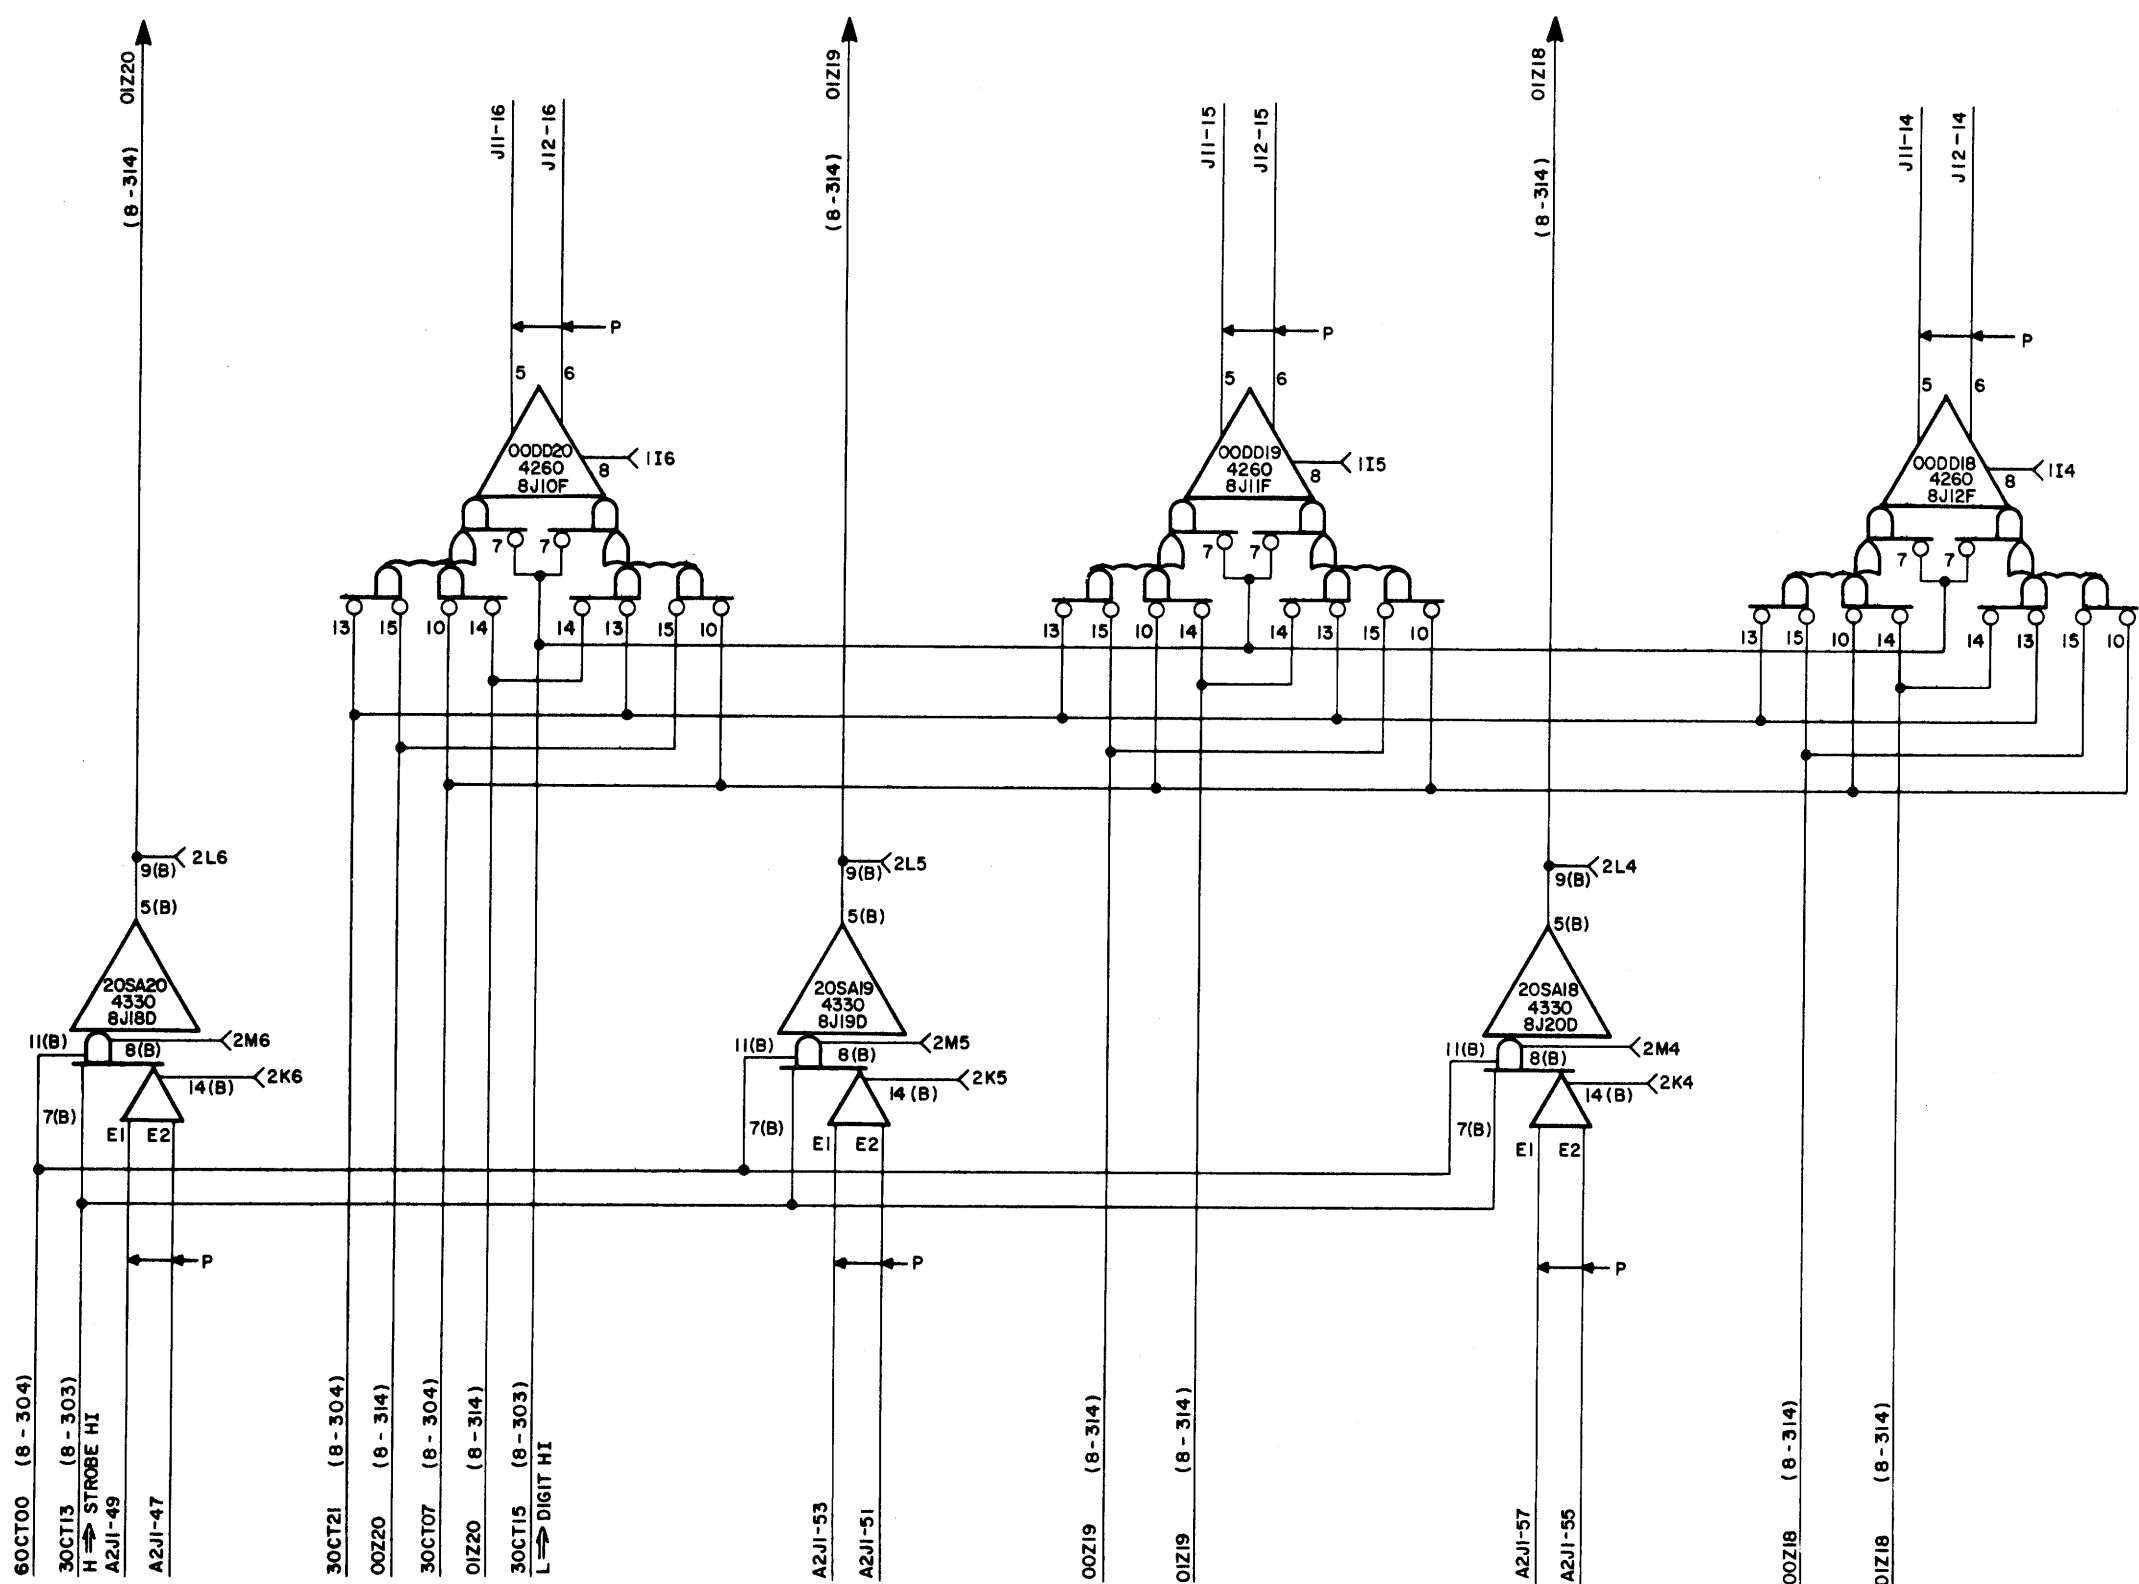 (8-314) 01Z20
J11-16
J12-16
(8-314) 01Z19
J11-15
J12-15
(8-314) 01Z18
J11-14
J12-14
P
P
P
5
6
5
6
5
6
00DD20
4260
8J10F
8
1I6
00DD19
4260
8J11F
8
1I5
00DD18
4260
8J12F
8
1I4
7
7
7
7
7
7
13
15
10
14
14
13
15
10
13
15
10
14
14
13
15
10
13
15
10
14
14
13
15
10
2L6
9(B)
5(B)
2L5
9(B)
5(B)
2L4
9(B)
5(B)
20SA20
4330
8J18D
20SA19
4330
8J19D
20SA18
4330
8J20D
11(B)
8(B)
2M6
14(B)
2K6
7(B)
E1
E2
11(B)
8(B)
2M5
14(B)
2K5
7(B)
E1
E2
11(B)
8(B)
2M4
14(B)
2K4
7(B)
E1
E2
P
P
P
60CT00 (8-304)
30CT13 (8-303)
H ⇒ STROBE HI
A2J1-49
A2J1-47
30CT21 (8-304)
00Z20 (8-314)
30CT07 (8-304)
01Z20 (8-314)
30CT15 (8-303)
L ⇒ DIGIT HI
A2J1-53
A2J1-51
00Z19 (8-314)
01Z19 (8-314)
A2J1-57
A2J1-55
00Z18 (8-314)
01Z18 (8-314)